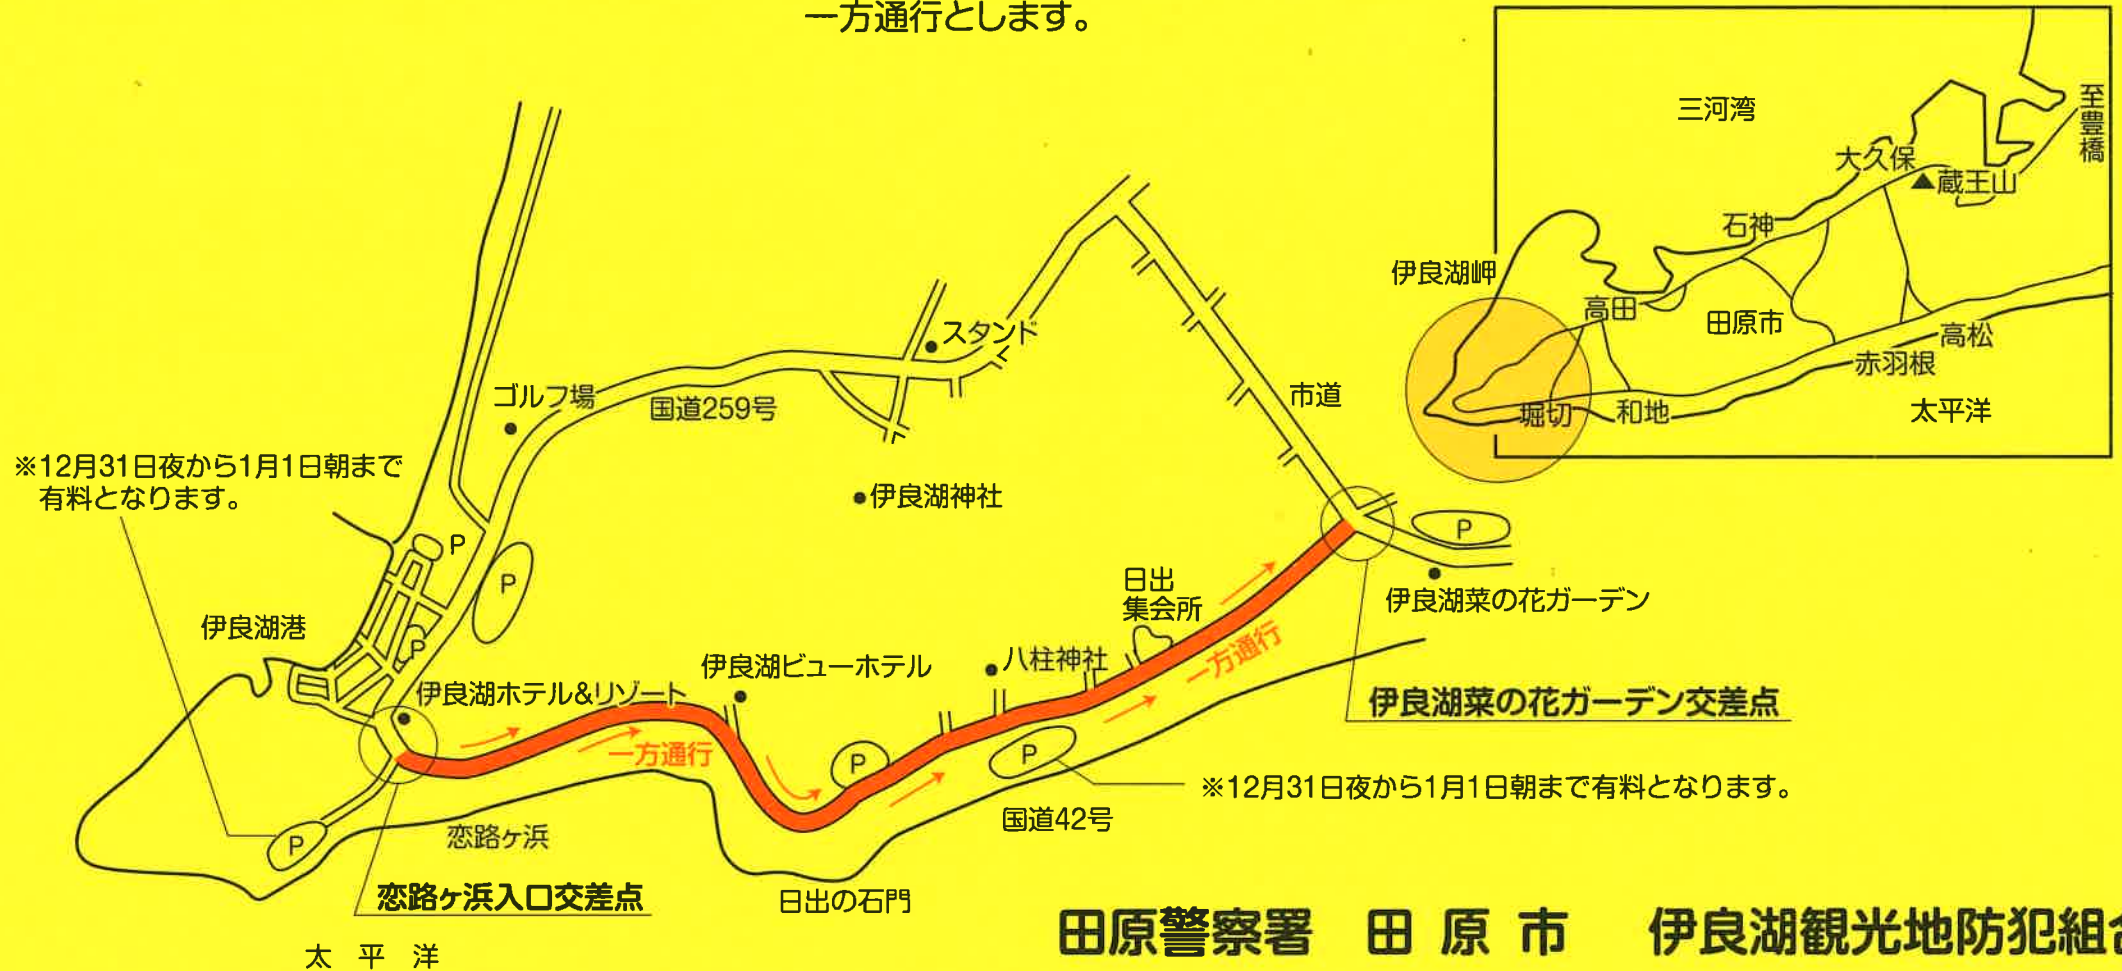 一方通行とします。
三河湾
至豊橋
大久保
▲蔵王山
石神
伊良湖岬
高田
田原市
高松
赤羽根
堀切
和地
太平洋
スタンド
ゴルフ場
国道259号
市道
※12月31日夜から1月1日朝まで
有料となります。
伊良湖神社
P
P
P
日出
集会所
伊良湖菜の花ガーデン
伊良湖港
P
伊良湖ビューホテル
八柱神社
一方通行
伊良湖ホテル&リゾート
伊良湖菜の花ガーデン交差点
一方通行
P
P
※12月31日夜から1月1日朝まで有料となります。
国道42号
P
恋路ヶ浜
恋路ヶ浜入口交差点
日出の石門
太平洋
田原警察署 田原市 伊良湖観光地防犯組合